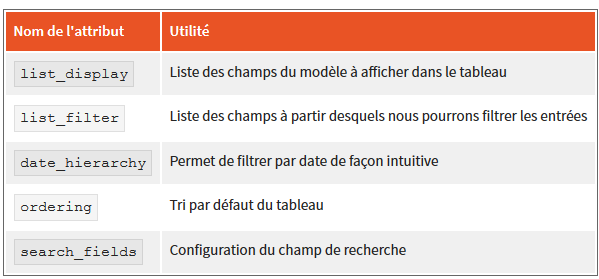 Nom de l'attribut Utilité
list_display Liste des champs du modèle à afficher dans le tableau
list_filter Liste des champs à partir desquels nous pourrons filtrer les entrées
date_hierarchy Permet de filtrer par date de façon intuitive
ordering Tri par défaut du tableau
search_fields Configuration du champ de recherche